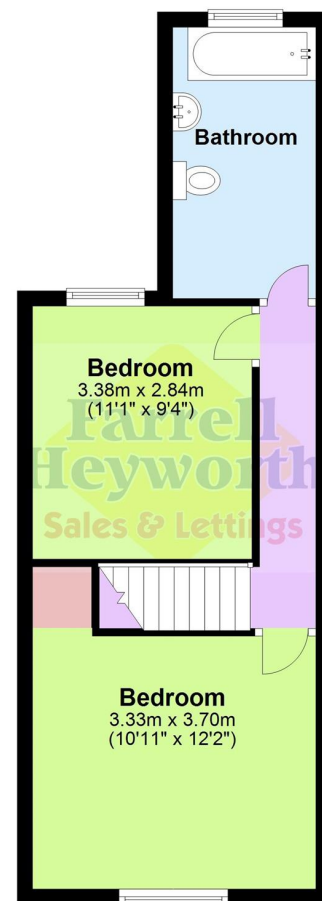 Bathroom
Bedroom
3.38m x 2.84m
(11'1" x 9'4")
Farrell
Heyworth
Sales & Lettings
Bedroom
3.33m x 3.70m
(10'11" x 12'2")